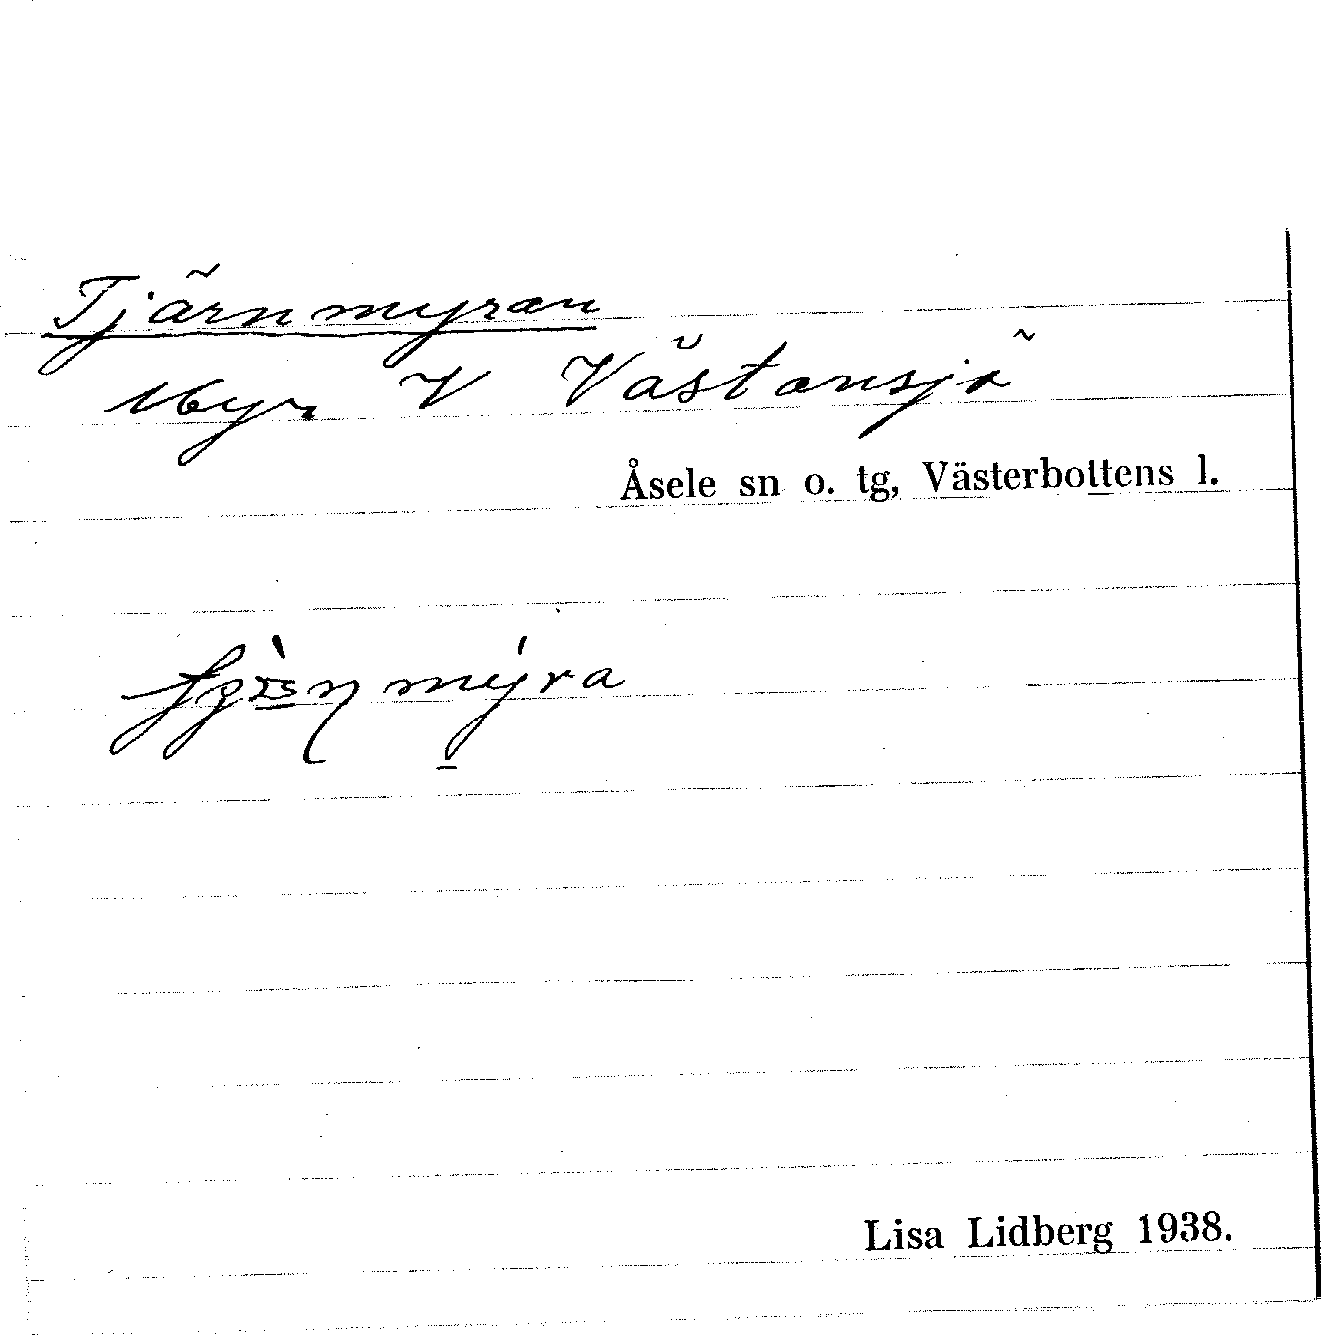 Tjärnmyran
Myr. V Västansjö
Åsele sn o. tg, Västerbottens l.
Lisa Lidberg 1938.